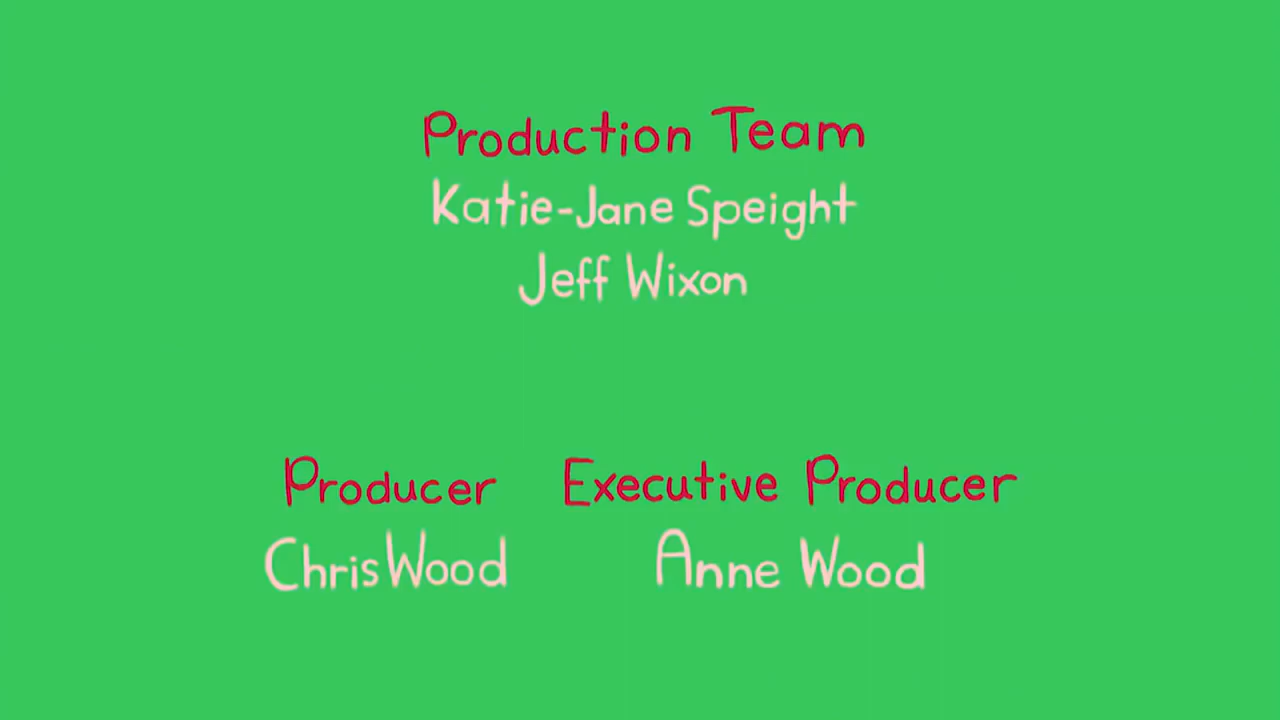 Production Team
Katie-Jane Speight
Jeff Wixon
Producer
Chris Wood
Executive Producer
Anne Wood